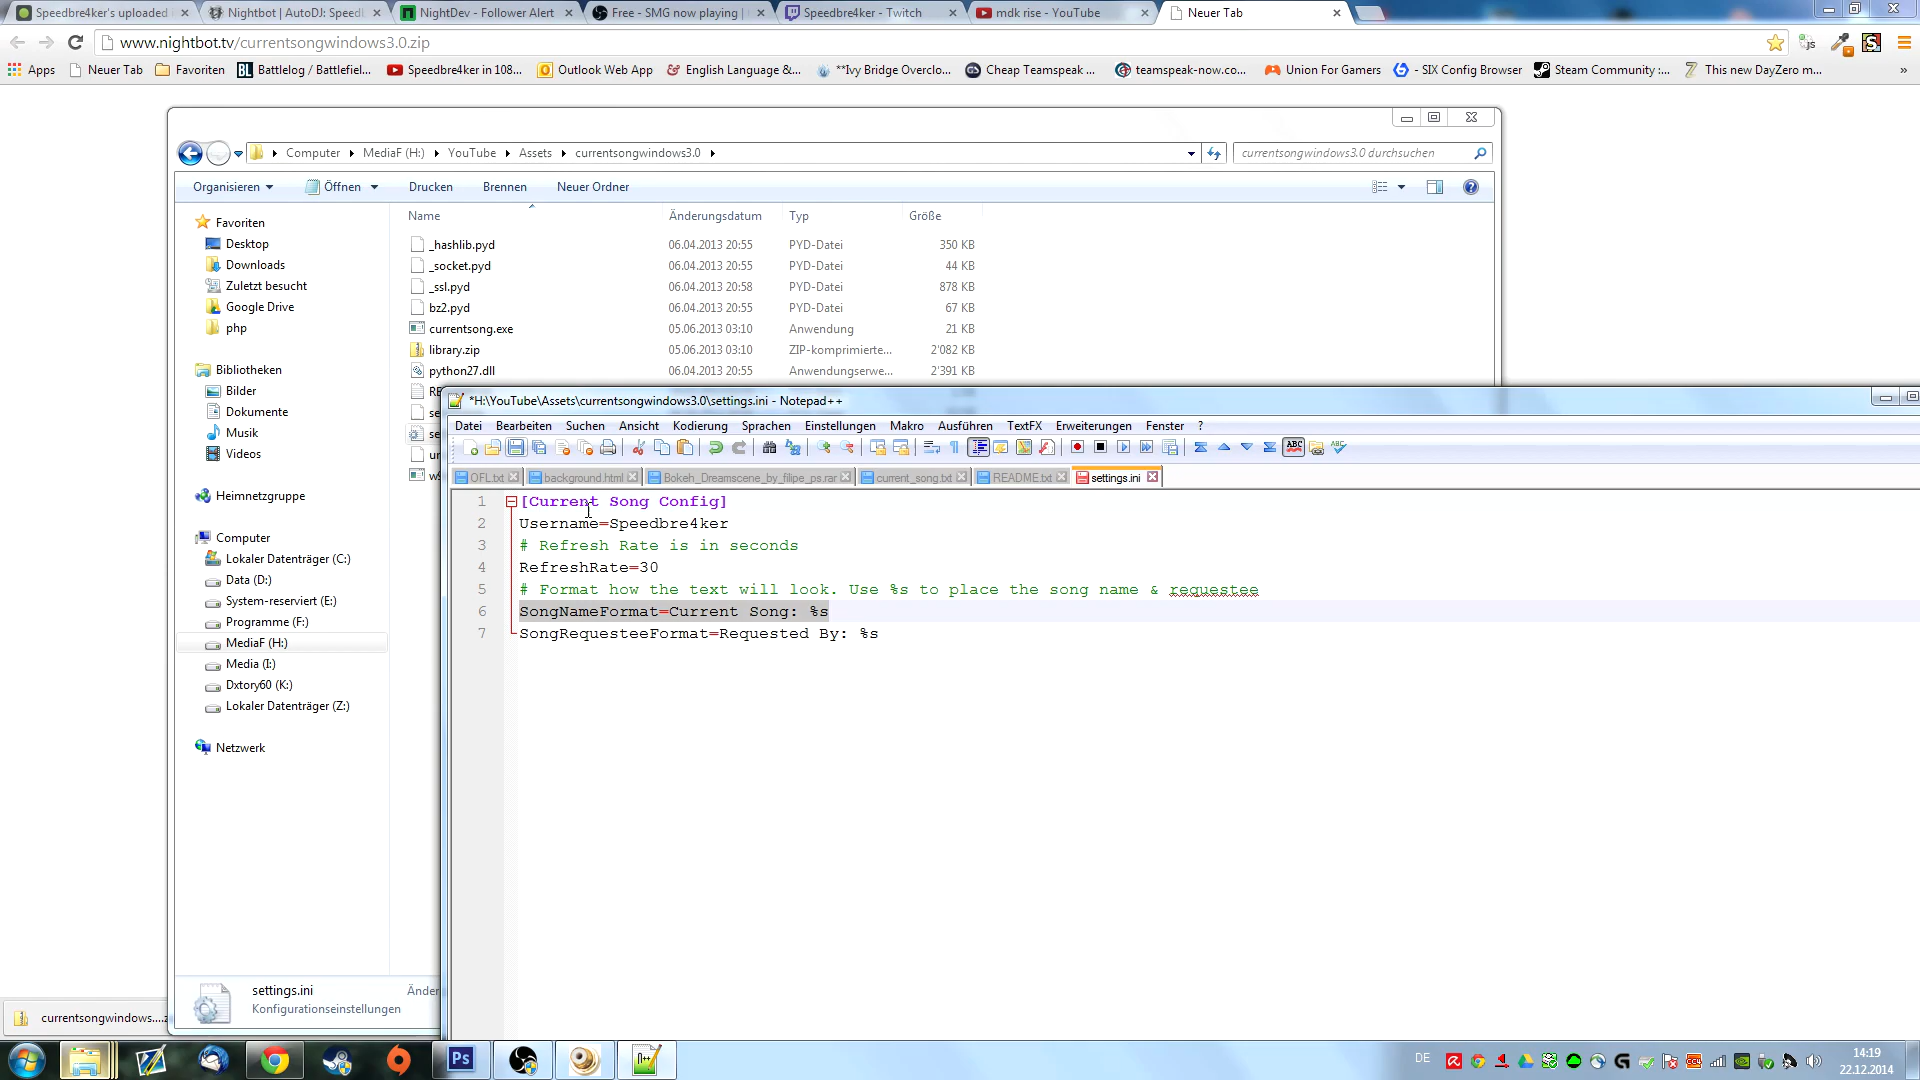 Speedbre4ker's uploaded
Nightbot | AutoDJ: SpeedL
NightDev - Follower Alert
Free - SMG now playing |
Speedbre4ker - Twitch
mdk rise - YouTube
Neuer Tab
www.nightbot.tv/currentsongwindows3.0.zip
Apps
Neuer Tab
Favoriten
Battlelog / Battlefiel...
Speedbre4ker in 108...
Outlook Web App
English Language &...
**Ivy Bridge Overclo...
Cheap Teamspeak ...
teamspeak-now.co...
Union For Gamers
- SIX Config Browser
Steam Community :...
This new DayZero m...
»
Computer
MediaF (H:)
YouTube
Assets
currentsongwindows3.0
currentsongwindows3.0 durchsuchen
Organisieren
Öffnen
Drucken
Brennen
Neuer Ordner
Name
Änderungsdatum
Typ
Größe
Favoriten
Desktop
Downloads
Zuletzt besucht
Google Drive
php
Bibliotheken
Bilder
Dokumente
Musik
Videos
Heimnetzgruppe
Computer
Lokaler Datenträger (C:)
Data (D:)
System-reserviert (E:)
Programme (F:)
MediaF (H:)
Media (I:)
Dxtory60 (K:)
Lokaler Datenträger (Z:)
Netzwerk
_hashlib.pyd 06.04.2013 20:55 PYD-Datei 350 KB
_socket.pyd 06.04.2013 20:55 PYD-Datei 44 KB
_ssl.pyd 06.04.2013 20:58 PYD-Datei 878 KB
bz2.pyd 06.04.2013 20:55 PYD-Datei 67 KB
currentsong.exe 05.06.2013 03:10 Anwendung 21 KB
library.zip 05.06.2013 03:10 ZIP-komprimierte... 2'082 KB
python27.dll 06.04.2013 20:55 Anwendungserwe... 2'391 KB
*H:\YouTube\Assets\currentsongwindows3.0\settings.ini - Notepad++
Datei Bearbeiten Suchen Ansicht Kodierung Sprachen Einstellungen Makro Ausführen TextFX Erweiterungen Fenster ?
OFL.txt
background.html
Bokeh_Dreamscene_by_filipe_ps.rar
current_song.txt
README.txt
settings.ini
1 [Current Song Config]
2 Username=Speedbre4ker
3 # Refresh Rate is in seconds
4 RefreshRate=30
5 # Format how the text will look. Use %s to place the song name & requestee
6 SongNameFormat=Current Song: %s
7 SongRequesteeFormat=Requested By: %s
settings.ini
Änder
Konfigurationseinstellungen
currentsongwindows....z
DE
14:19
22.12.2014